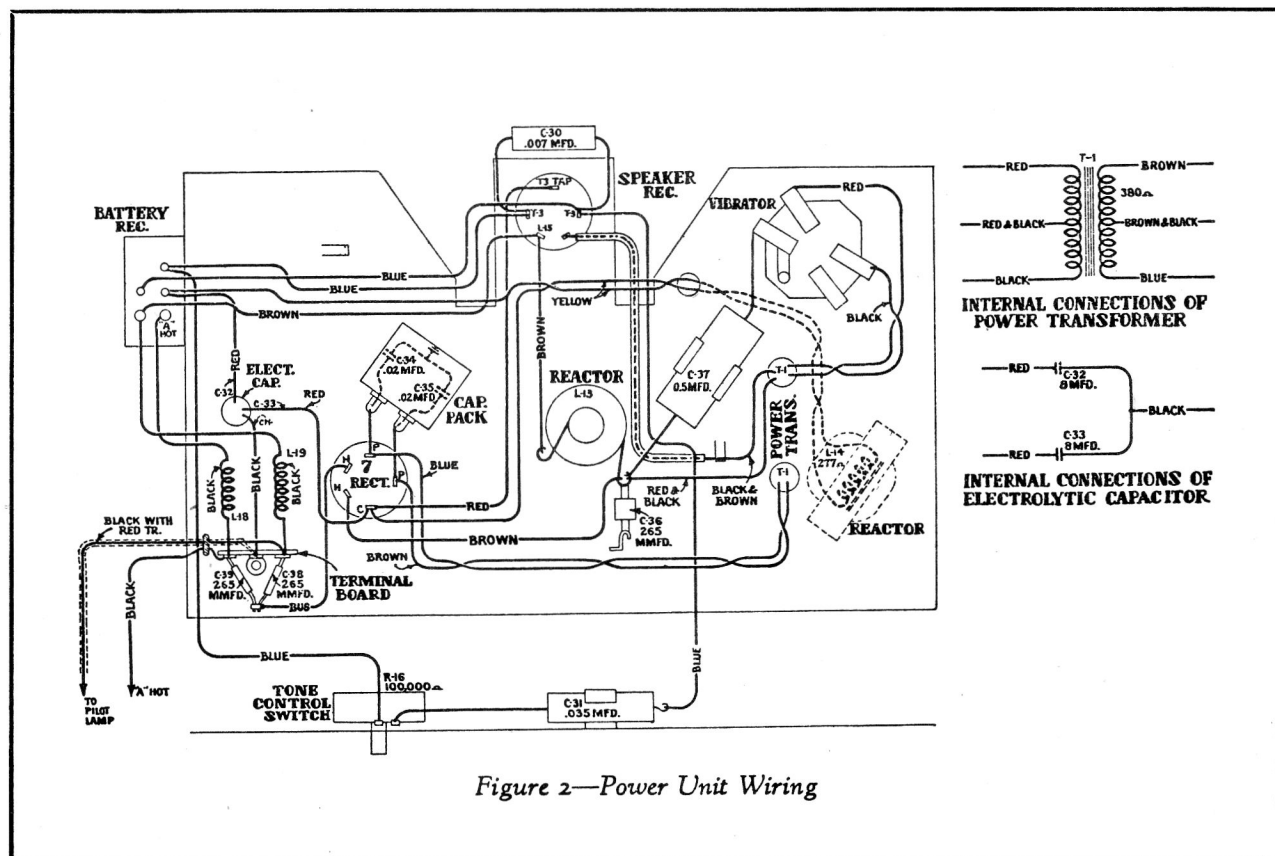 C-30
.007 MFD.
T3 TAP
SPEAKER
REC.
T-3
T-3
L-15
BATTERY
REC.
VIBRATOR
RED
BLUE
BLUE
YELLOW
BROWN
BLACK
"A"
HOT
RED
ELECT.
CAP.
C-32
C-33
RED
CH.
C-34
.02 MFD.
C-35
.02 MFD
CAP.
PACK
BROWN
REACTOR
L-13
C-37
0.5 MFD.
T-1
POWER
TRANS.
T-1
L-14
277Ω
REACTOR
BLACK
L-18
BLACK
L-19
BLACK
H
H
7
RECT.
P
P
C
BLUE
RED
RED &
BLACK
BLACK &
BROWN
C-36
265
MMFD.
BROWN
BROWN
BLACK WITH
RED TR.
C-39
265
MMFD.
C-38
265
MMFD.
TERMINAL
BOARD
BUS
BLACK
TO
PILOT
LAMP
"A" HOT
BLUE
BLUE
R-16
100,000Ω
TONE
CONTROL
SWITCH
C-31
.035 MFD.
T-1
RED
BROWN
380Ω
RED & BLACK
BROWN & BLACK
BLACK
BLUE
INTERNAL CONNECTIONS OF
POWER TRANSFORMER
RED
C-32
8 MFD.
BLACK
C-33
8 MFD.
RED
INTERNAL CONNECTIONS OF
ELECTROLYTIC CAPACITOR
Figure 2—Power Unit Wiring